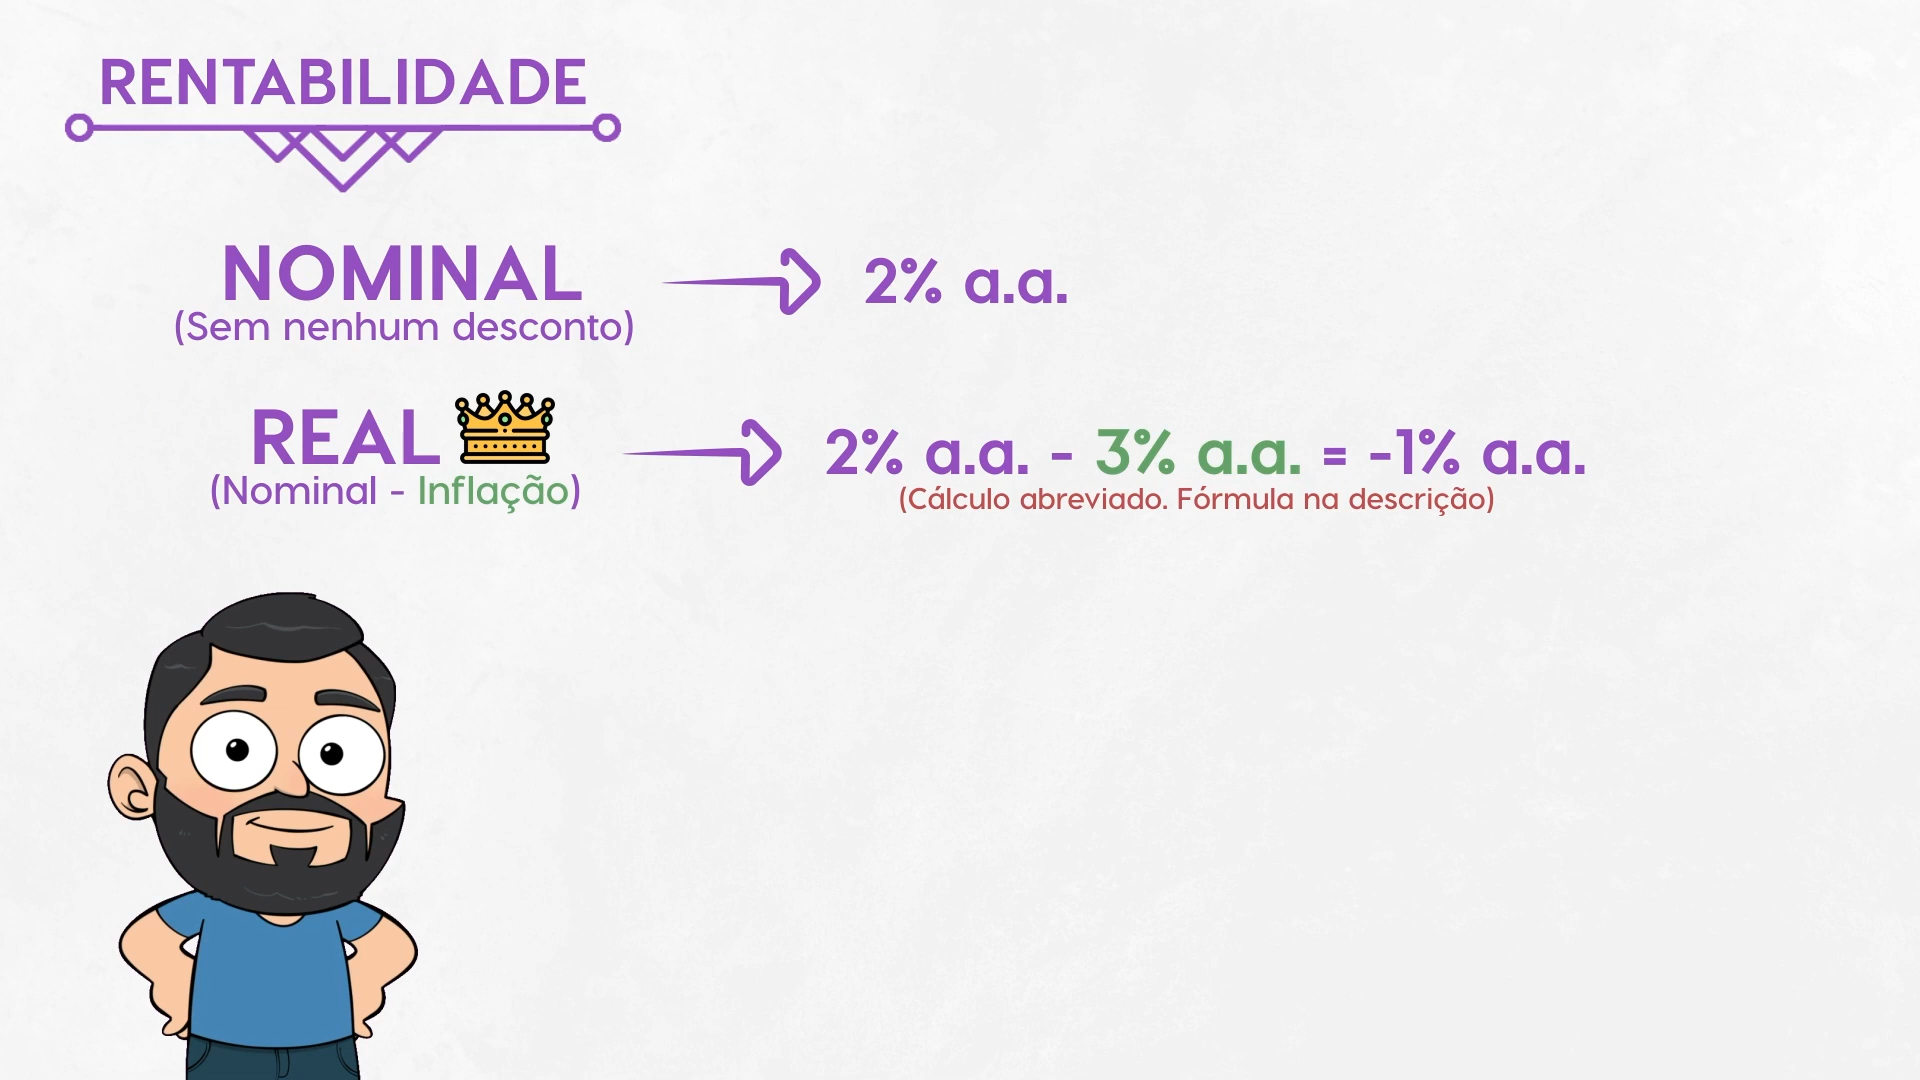 RENTABILIDADE
NOMINAL
(Sem nenhum desconto)
2% a.a.
REAL
(Nominal - Inflação)
2% a.a. - 3% a.a. = -1% a.a.
(Cálculo abreviado. Fórmula na descrição)